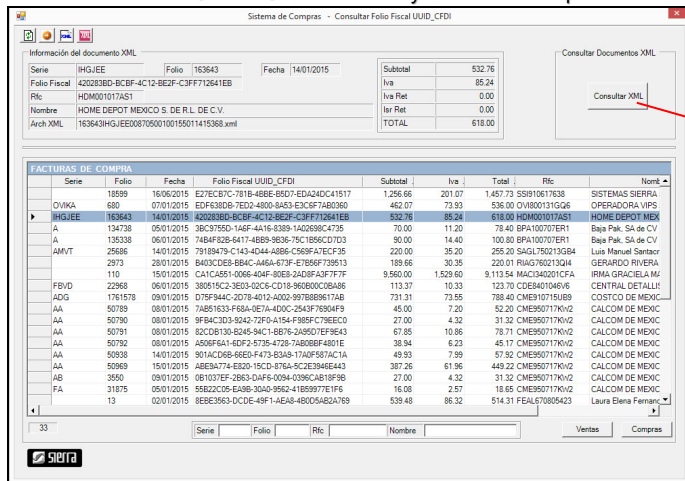 Sistema de Compras - Consultar Folio Fiscal UUID_CFDI
Información del documento XML
Consultar Documentos XML
Serie IHGJEE Folio 163643 Fecha 14/01/2015 Subtotal 532.76
Folio Fiscal 420283BD-BCBF-4C12-BE2F-C3FF712641EB Iva 85.24
Rfc HDM001017AS1 Iva Ret 0.00
Consultar XML
Nombre HOME DEPOT MEXICO S. DE R.L. DE C.V. Isr Ret 0.00
Arch XML 163643IHGJEE00870500100155011415368.xml TOTAL 618.00
FACTURAS DE COMPRA
Serie Folio Fecha Folio Fiscal UUID_CFDI Subtotal Iva Total Rfc Nomb
18599 16/06/2015 E27ECB7C-781B-4BBE-B5D7-EDA24DC41517 1,256.66 201.07 1,457.73 SSI910617638 SISTEMAS SIERRA
OVIKA 680 07/01/2015 EDF638DB-7ED2-4800-8A53-E3C6F7AB0360 462.07 73.93 536.00 OVI800131GQ6 OPERADORA VIPS
IHGJEE 163643 14/01/2015 420283BD-BCBF-4C12-BE2F-C3FF712641EB 532.76 85.24 618.00 HDM001017AS1 HOME DEPOT MEX
A 134738 05/01/2015 3BC9755D-1A6F-4A16-8389-1A02698C4735 70.00 11.20 78.40 BPA100707ER1 Baja Pak, SA de CV
A 135338 06/01/2015 74B4F82B-6417-4BB9-9B36-75C1B56CD7D3 90.00 14.40 100.80 BPA100707ER1 Baja Pak, SA de CV
AMVT 25686 14/01/2015 79189479-C143-4D44-A8B6-C569FA7ECF35 220.00 35.20 255.20 SAGL750213GB4 Luis Manuel Santacr
2973 28/01/2015 B403CDE8-BB4C-A46A-673F-E7B56F739513 189.66 30.35 220.01 RIAG760213QI4 GERARDO RIVERA
110 15/01/2015 CA1CA551-0066-404F-80E8-2AD8FA3F7F7F 9,560.00 1,529.60 9,113.54 MACI340201CFA IRMA GRACIELA MA
FBVD 22968 06/01/2015 380515C2-3E03-02C6-CD18-960B00C0BA86 113.37 10.33 123.70 CDE8401046V6 CENTRAL DETALLIS
ADG 1761578 09/01/2015 D75F944C-2D78-4012-A002-997B8B9617AB 731.31 73.55 788.40 CME910715UB9 COSTCO DE MEXIC
AA 50789 08/01/2015 7AB51633-F68A-0E7A-4D0C-2543F76904F9 45.00 7.20 52.20 CME950717KV2 CALCOM DE MEXIC
AA 50790 08/01/2015 9FB4C3D3-9242-72F0-A154-F985FC79EEC0 27.00 4.32 31.32 CME950717KV2 CALCOM DE MEXIC
AA 50791 08/01/2015 82CDB130-B245-94C1-BB76-2A95D7EF9E43 67.85 10.86 78.71 CME950717KV2 CALCOM DE MEXIC
AA 50792 08/01/2015 A506F6A1-6DF2-5735-4728-7AB0BBF4801E 38.94 6.23 45.17 CME950717KV2 CALCOM DE MEXIC
AA 50938 14/01/2015 901ACD6B-66E0-F473-B3A9-17A0F587AC1A 49.93 7.99 57.92 CME950717KV2 CALCOM DE MEXIC
AA 50969 15/01/2015 ABE9A774-E820-15CD-876A-5C2E3946E443 387.26 61.96 449.22 CME950717KV2 CALCOM DE MEXIC
AB 3550 09/01/2015 0B1037EF-2B63-DAF6-0094-0396CAB18F9B 27.00 4.32 31.32 CME950717KV2 CALCOM DE MEXIC
FA 31875 05/01/2015 55B22C05-EA9B-30A0-9562-41B59977E1F6 16.08 2.57 18.65 CME950717KV2 CALCOM DE MEXIC
13 02/01/2015 8EBE3563-DCDE-49F1-AEA8-4B0D5AB2A769 539.48 86.32 514.31 FEAL670805423 Laura Elena Fernanc
33 Serie Folio Rfc Nombre Ventas Compras
sierra